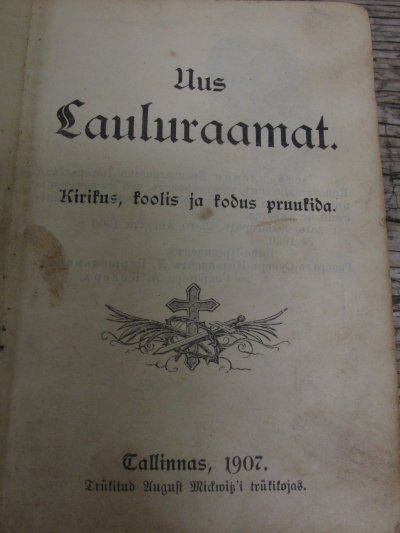 Uus
Lauluraamat.
Kirikus, koolis ja kodus pruukida.
Tallinnas, 1907.
Trükitud August Mickwitz'i trükikojas.